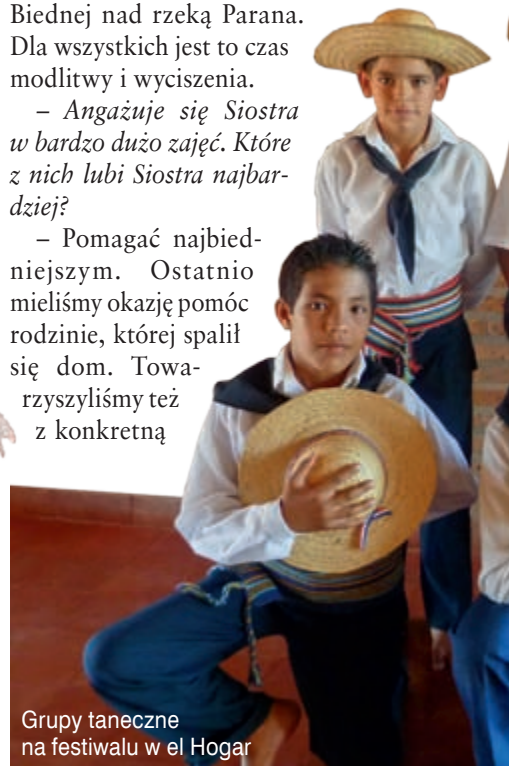 Biednej nad rzeką Parana.
Dla wszystkich jest to czas
modlitwy i wyciszenia.
– Angażuje się Siostra
w bardzo dużo zajęć. Które
z nich lubi Siostra najbar-
dziej?
– Pomagać najbied-
niejszym. Ostatnio
mieliśmy okazję pomóc
rodzinie, której spalił
się dom. Towa-
rzyszyliśmy też
z konkretną
Grupy taneczne
na festiwalu w el Hogar